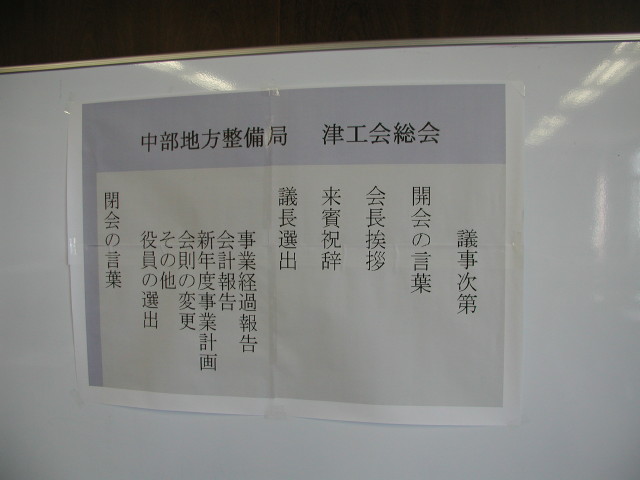 中部地方整備局　津工会総会
議事次第
開会の言葉
会長挨拶
来賓祝辞
議長選出
事業経過報告
会計報告
新年度事業計画
会則の変更
その他
役員の選出
閉会の言葉